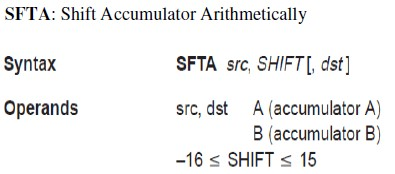 SFTA: Shift Accumulator Arithmetically
Syntax SFTA src, SHIFT[, dst]
Operands src, dst A (accumulator A)
B (accumulator B)
–16 ≤ SHIFT ≤ 15